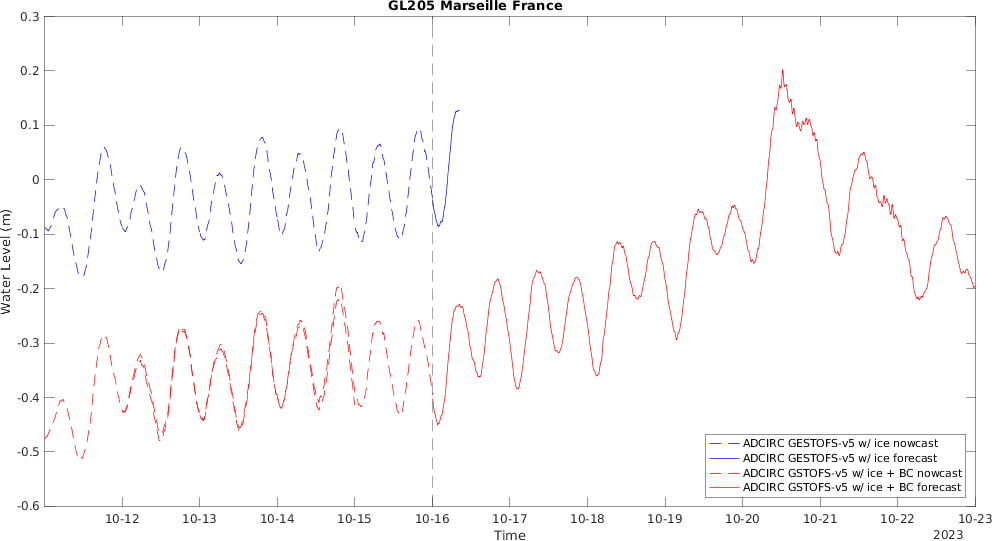 GL205 Marseille France
0.3
0.2
0.1
0
-0.1
-0.2
-0.3
-0.4
-0.5
-0.6
Water Level (m)
ADCIRC GESTOFS-v5 w/ ice nowcast
ADCIRC GESTOFS-v5 w/ ice forecast
ADCIRC GSTOFS-v5 w/ ice + BC nowcast
ADCIRC GSTOFS-v5 w/ ice + BC forecast
10-12 10-13 10-14 10-15 10-16 10-17 10-18 10-19 10-20 10-21 10-22 10-23
Time
2023